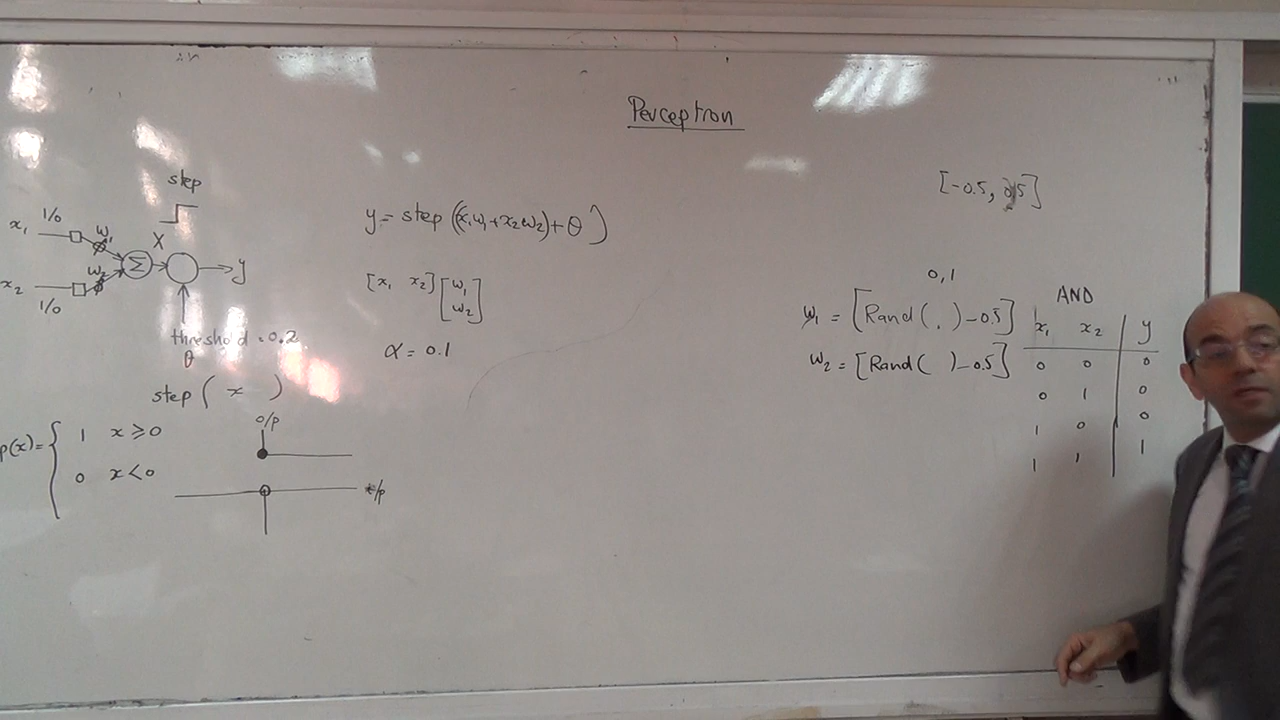 Perceptron
step
x₁ 1/0 w₁
X
Σ
y
x₂ 1/0 w₂
threshold = 0.2
θ
step ( x )
p(x) = { 1 x ≥ 0
0 x < 0
o/p
/p
y = step ((x₁w₁ + x₂w₂) + θ)
[x₁ x₂] [w₁
w₂]
α = 0.1
[-0.5, 0.5]
0,1
w₁ = [Rand( . ) - 0.5]
w₂ = [Rand( ) - 0.5]
AND
x₁ x₂ y
0 0 0
0 1 0
1 0 0
1 1 1